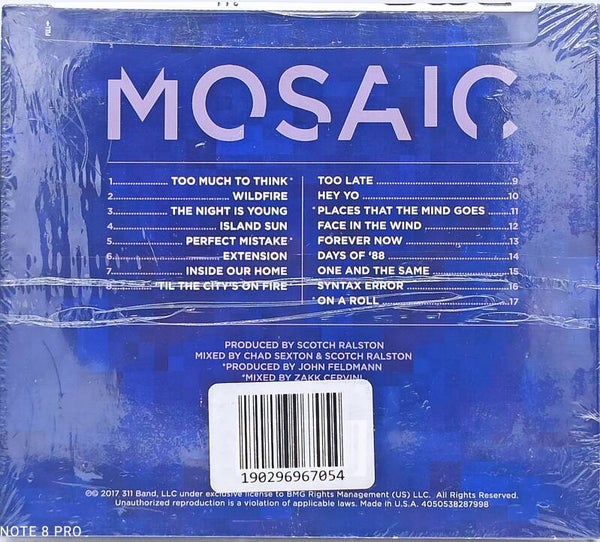 MOSAIC
1 TOO MUCH TO THINK*
2 WILDFIRE
3 THE NIGHT IS YOUNG
4 ISLAND SUN
5 PERFECT MISTAKE*
6 EXTENSION
7 INSIDE OUR HOME
8 'TIL THE CITY'S ON FIRE
TOO LATE 9
HEY YO 10
*PLACES THAT THE MIND GOES 11
FACE IN THE WIND 12
FOREVER NOW 13
DAYS OF '88 14
ONE AND THE SAME 15
SYNTAX ERROR 16
*ON A ROLL 17
PRODUCED BY SCOTCH RALSTON
MIXED BY CHAD SEXTON & SCOTCH RALSTON
*PRODUCED BY JOHN FELDMANN
*MIXED BY ZAKK CERVINI
190296967054
℗© 2017 311 Band, LLC under exclusive license to BMG Rights Management (US) LLC. All Rights Reserved.
Unauthorized reproduction is a violation of applicable laws. Made in U.S.A. 4050538287998
NOTE 8 PRO